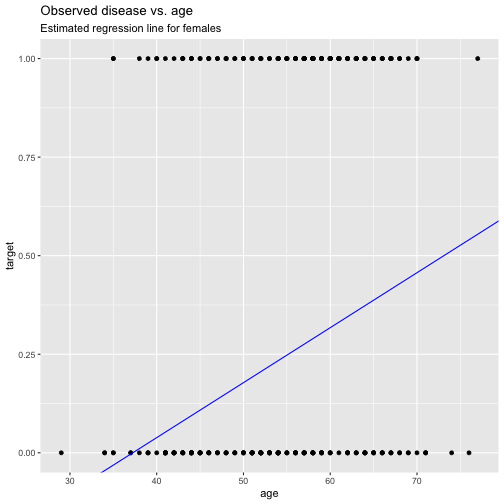 Observed disease vs. age
Estimated regression line for females
1.00
0.75
0.50
0.25
0.00
target
30 40 50 60 70
age